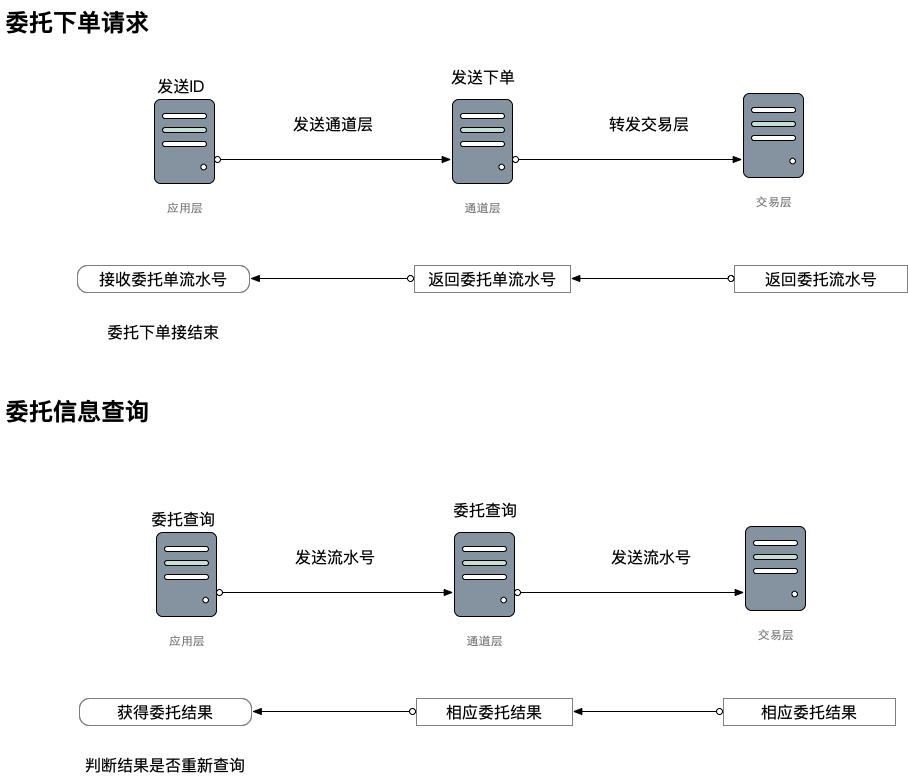 委托下单请求
发送ID
发送下单
发送通道层
转发交易层
应用层
通道层
交易层
接收委托单流水号
返回委托单流水号
返回委托流水号
委托下单接结束
委托信息查询
委托查询
委托查询
发送流水号
发送流水号
应用层
通道层
交易层
获得委托结果
相应委托结果
相应委托结果
判断结果是否重新查询